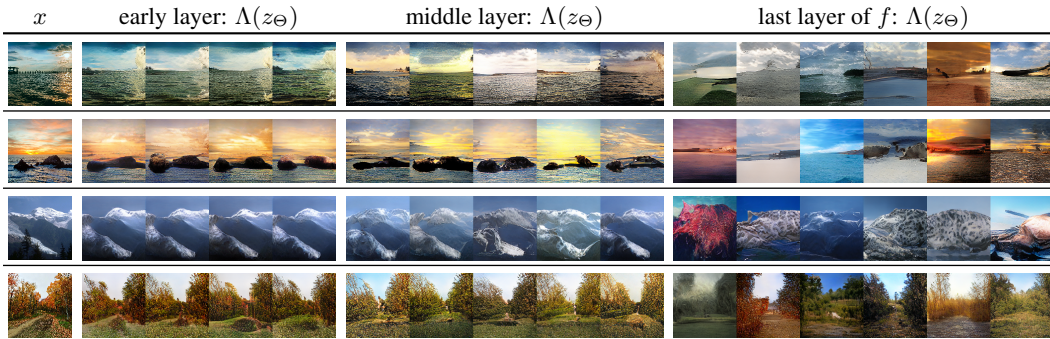 x early layer: Λ(z_Θ) middle layer: Λ(z_Θ) last layer of f: Λ(z_Θ)